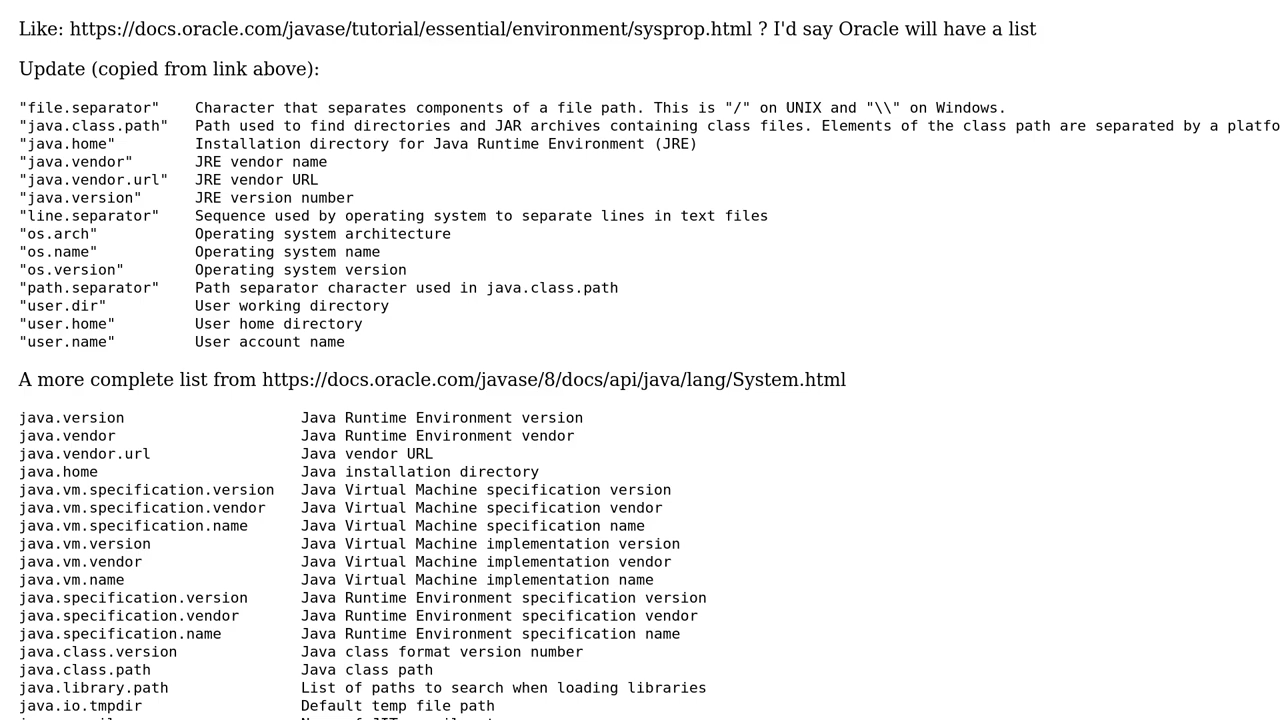 Like: https://docs.oracle.com/javase/tutorial/essential/environment/sysprop.html ? I'd say Oracle will have a list
Update (copied from link above):
"file.separator"    Character that separates components of a file path. This is "/" on UNIX and "\\" on Windows.
"java.class.path"   Path used to find directories and JAR archives containing class files. Elements of the class path are separated by a platfo
"java.home"         Installation directory for Java Runtime Environment (JRE)
"java.vendor"       JRE vendor name
"java.vendor.url"   JRE vendor URL
"java.version"      JRE version number
"line.separator"    Sequence used by operating system to separate lines in text files
"os.arch"           Operating system architecture
"os.name"           Operating system name
"os.version"        Operating system version
"path.separator"    Path separator character used in java.class.path
"user.dir"          User working directory
"user.home"         User home directory
"user.name"         User account name
A more complete list from https://docs.oracle.com/javase/8/docs/api/java/lang/System.html
java.version                    Java Runtime Environment version
java.vendor                     Java Runtime Environment vendor
java.vendor.url                 Java vendor URL
java.home                       Java installation directory
java.vm.specification.version   Java Virtual Machine specification version
java.vm.specification.vendor    Java Virtual Machine specification vendor
java.vm.specification.name      Java Virtual Machine specification name
java.vm.version                 Java Virtual Machine implementation version
java.vm.vendor                  Java Virtual Machine implementation vendor
java.vm.name                    Java Virtual Machine implementation name
java.specification.version      Java Runtime Environment specification version
java.specification.vendor       Java Runtime Environment specification vendor
java.specification.name         Java Runtime Environment specification name
java.class.version              Java class format version number
java.class.path                 Java class path
java.library.path               List of paths to search when loading libraries
java.io.tmpdir                  Default temp file path